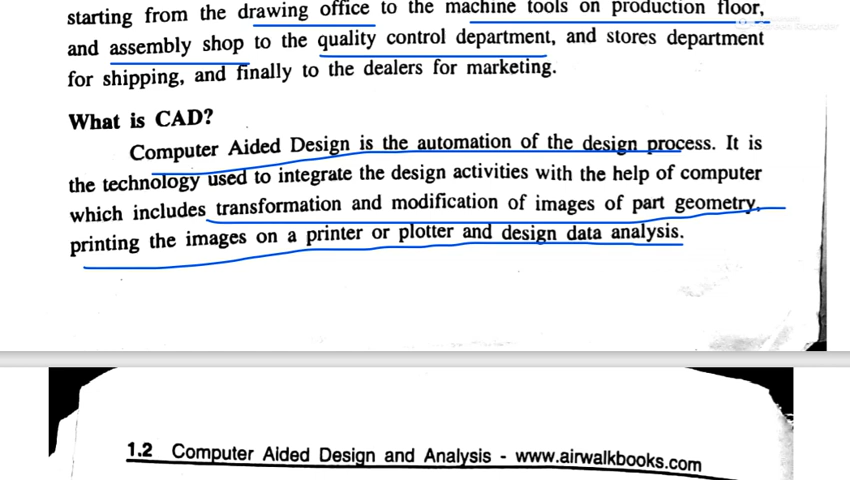 starting from the drawing office to the machine tools on production floor,
and assembly shop to the quality control department, and stores department
for shipping, and finally to the dealers for marketing.
What is CAD?
Computer Aided Design is the automation of the design process. It is
the technology used to integrate the design activities with the help of computer
which includes transformation and modification of images of part geometry,
printing the images on a printer or plotter and design data analysis.
1.2 Computer Aided Design and Analysis - www.airwalkbooks.com